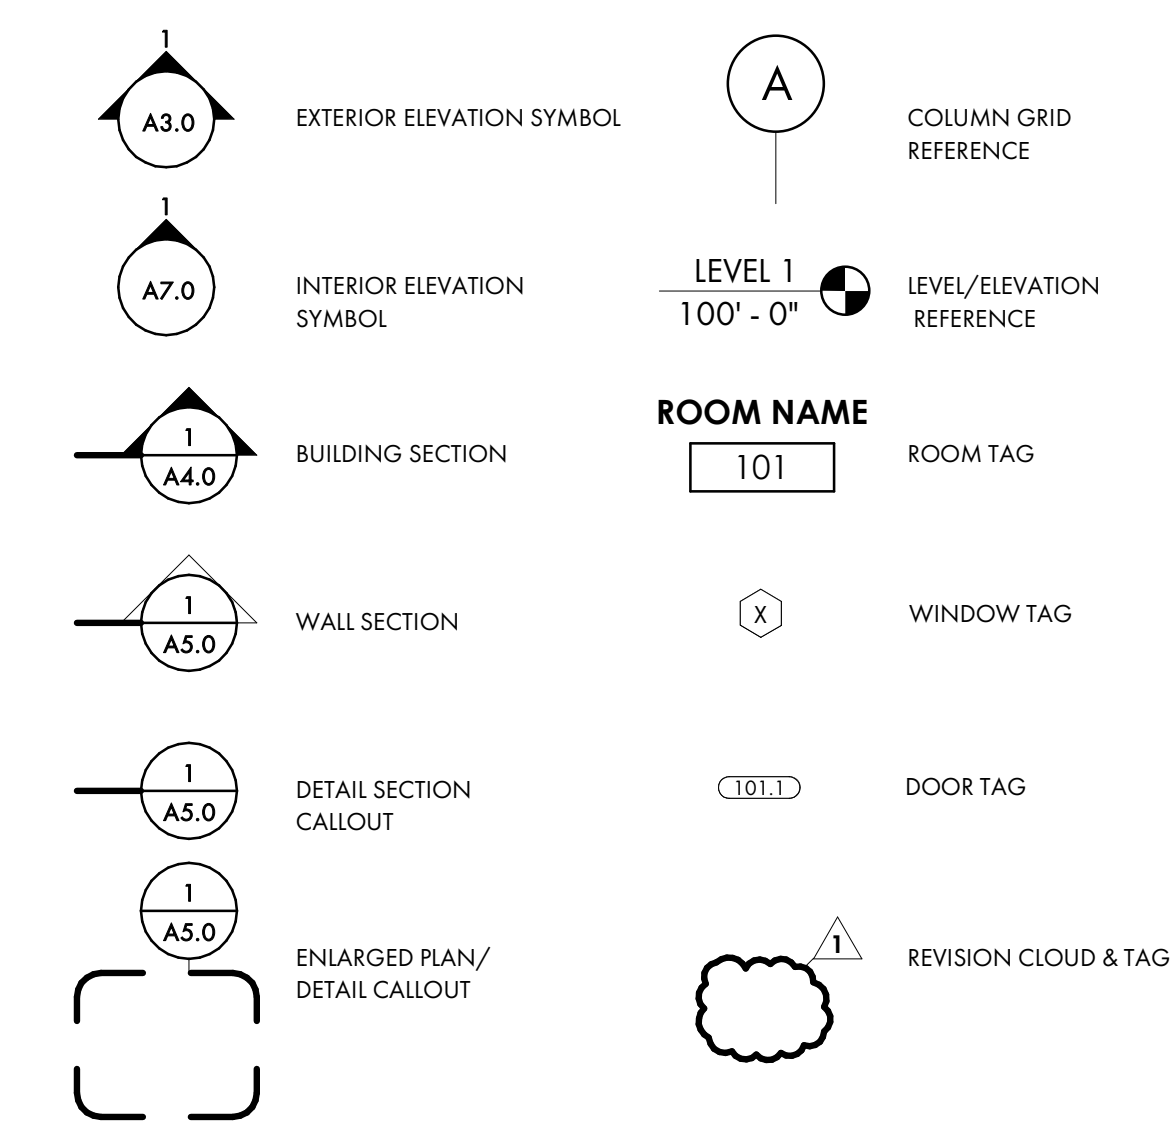 1
A3.0
EXTERIOR ELEVATION SYMBOL
1
A7.0
INTERIOR ELEVATION
SYMBOL
1
A4.0
BUILDING SECTION
1
A5.0
WALL SECTION
1
A5.0
DETAIL SECTION
CALLOUT
1
A5.0
ENLARGED PLAN/
DETAIL CALLOUT
A
COLUMN GRID
REFERENCE
LEVEL 1
100' - 0"
LEVEL/ELEVATION
REFERENCE
ROOM NAME
101
ROOM TAG
X
WINDOW TAG
101.1
DOOR TAG
1
REVISION CLOUD & TAG